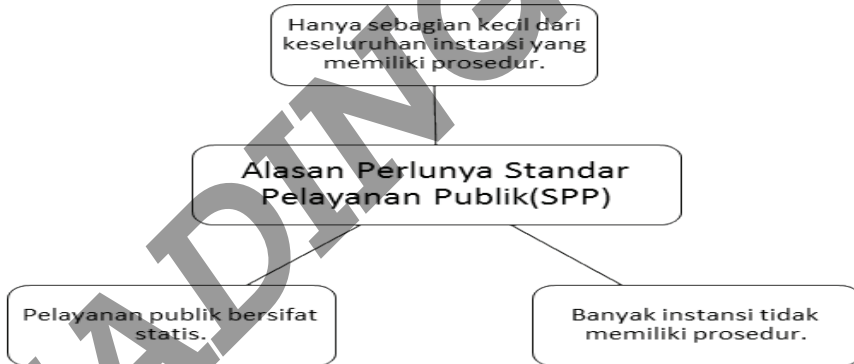 Hanya sebagian kecil dari
keseluruhan instansi yang
memiliki prosedur.
Alasan Perlunya Standar
Pelayanan Publik(SPP)
Pelayanan publik bersifat
statis.
Banyak instansi tidak
memiliki prosedur.
ADING